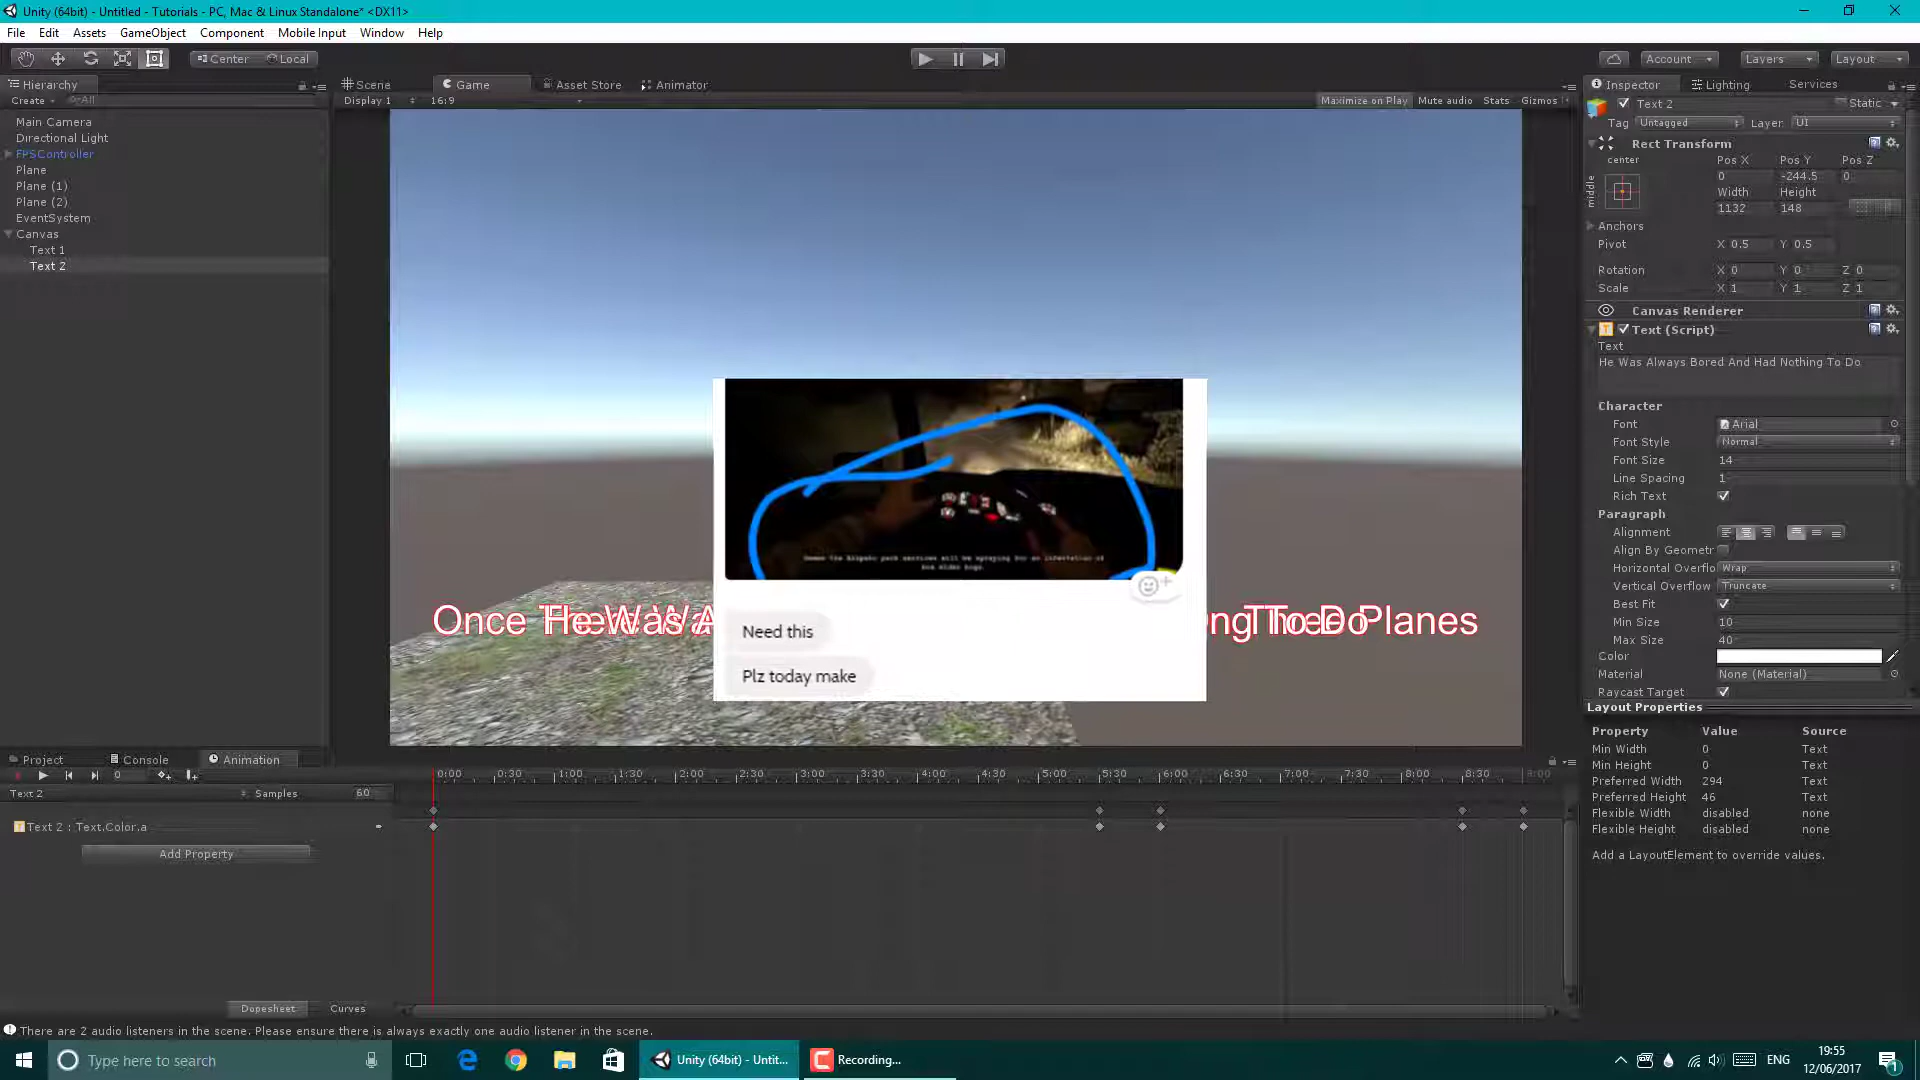 Unity (64bit) - Untitled - Tutorials - PC, Mac & Linux Standalone* <DX11>
File Edit Assets GameObject Component Mobile Input Window Help
Center Local
Account Layers Layout
Hierarchy
Create All
Main Camera
Directional Light
FPSController
Plane
Plane (1)
Plane (2)
EventSystem
Canvas
Text 1
Text 2
Scene Game Asset Store Animator
Display 1 16:9 Maximize on Play Mute audio Stats Gizmos
Need this
Plz today make
Once
Planes
Inspector Lighting Services
Text 2 Static
Tag Untagged Layer UI
Rect Transform
center Pos X Pos Y Pos Z
middle 0 -244.5 0
Width Height
1132 148
Anchors
Pivot X 0.5 Y 0.5
Rotation X 0 Y 0 Z 0
Scale X 1 Y 1 Z 1
Canvas Renderer
Text (Script)
Text
He Was Always Bored And Had Nothing To Do
Character
Font Arial
Font Style Normal
Font Size 14
Line Spacing 1
Rich Text
Paragraph
Alignment
Align By Geometr
Horizontal Overflo Wrap
Vertical Overflow Truncate
Best Fit
Min Size 10
Max Size 40
Color
Material None (Material)
Raycast Target
Layout Properties
Property Value Source
Min Width 0 Text
Min Height 0 Text
Preferred Width 294 Text
Preferred Height 46 Text
Flexible Width disabled none
Flexible Height disabled none
Add a LayoutElement to override values.
Project Console Animation
0
0:00 0:30 1:00 1:30 2:00 2:30 3:00 3:30 4:00 4:30 5:00 5:30 6:00 6:30 7:00 7:30 8:00 8:30
Text 2 Samples 60
Text 2 : Text.Color.a
Add Property
Dopesheet Curves
There are 2 audio listeners in the scene. Please ensure there is always exactly one audio listener in the scene.
Type here to search
Unity (64bit) - Untit...
Recording...
ENG
19:55
12/06/2017
1